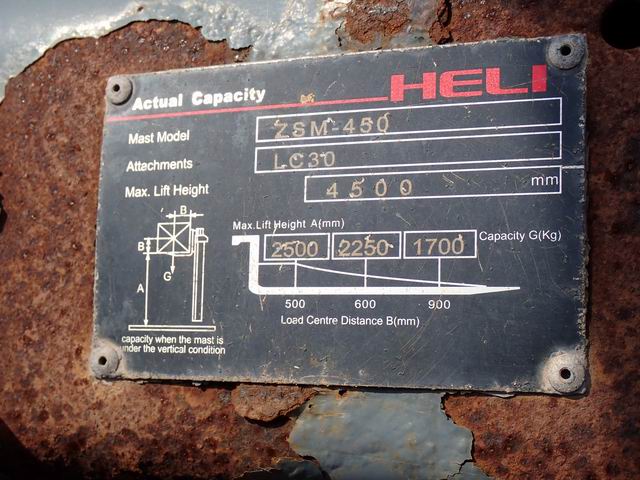 HELI
Actual Capacity
Mast Model ZSM-450
Attachments LC30
Max. Lift Height 4500 mm
Max.Lift Height A(mm)
2500 2250 1700 Capacity G(Kg)
500 600 900
Load Centre Distance B(mm)
B
B
G
A
capacity when the mast is
under the vertical condition